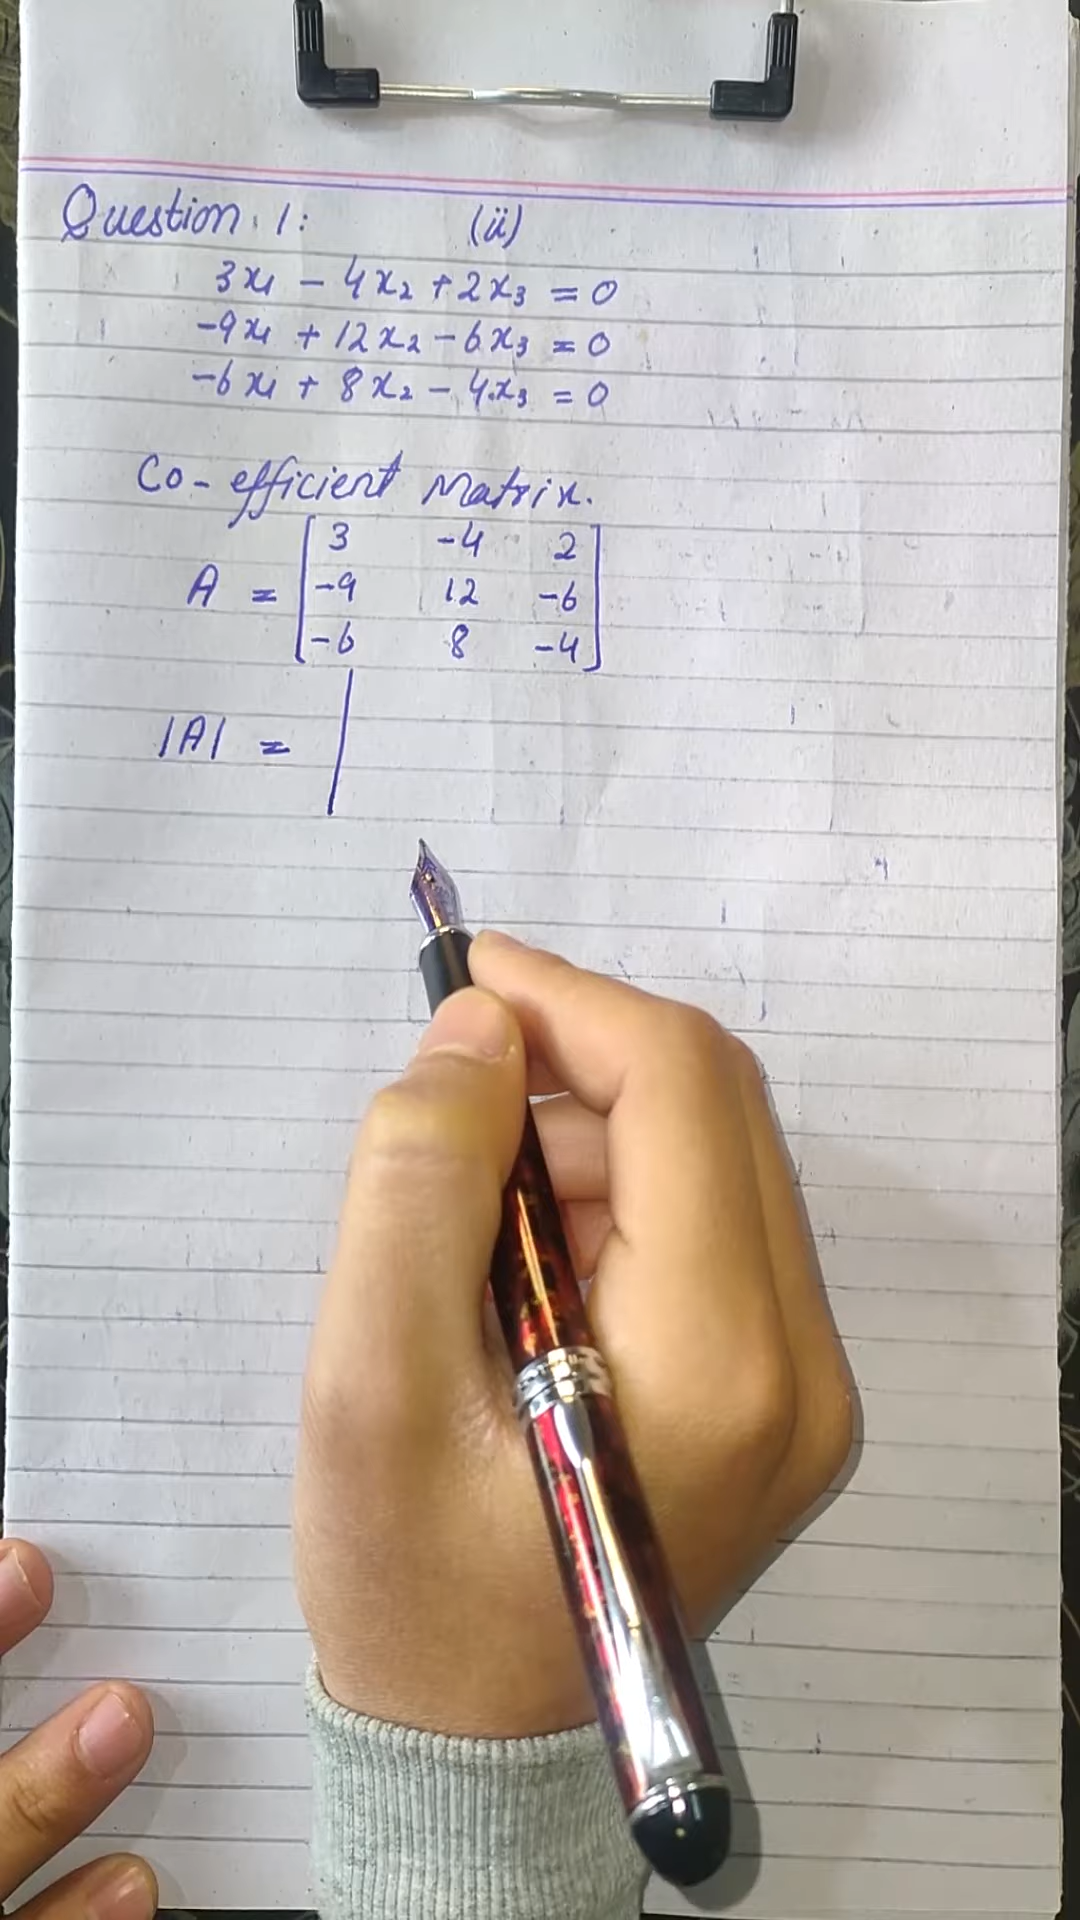 Question 1: (ii)
3x₁ - 4x₂ + 2x₃ = 0
-9x₁ + 12x₂ - 6x₃ = 0
-6x₁ + 8x₂ - 4x₃ = 0
Co-efficient Matrix.
3 -4 2
A = -9 12 -6
-6 8 -4
|A| = |